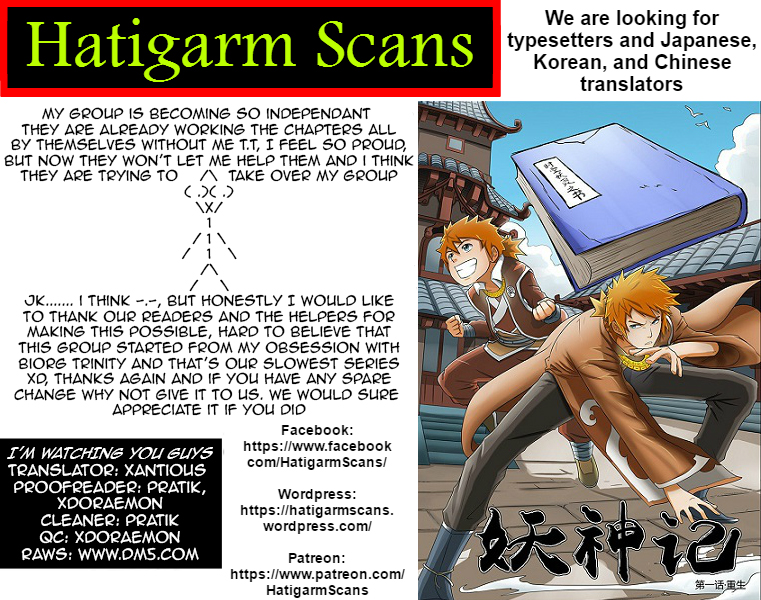 Hatigarm Scans
We are looking for
typesetters and Japanese,
Korean, and Chinese
translators
MY GROUP IS BECOMING SO INDEPENDANT
THEY ARE ALREADY WORKING THE CHAPTERS ALL
BY THEMSELVES WITHOUT ME T.T, I FEEL SO PROUD,
BUT NOW THEY WON'T LET ME HELP THEM AND I THINK
THEY ARE TRYING TO /\ TAKE OVER MY GROUP
( .)( .)
\X/
1
/ 1 \
/ 1 \
/\
/ \
JK....... I THINK -.-, BUT HONESTLY I WOULD LIKE
TO THANK OUR READERS AND THE HELPERS FOR
MAKING THIS POSSIBLE, HARD TO BELIEVE THAT
THIS GROUP STARTED FROM MY OBSESSION WITH
BIORG TRINITY AND THAT'S OUR SLOWEST SERIES
XD, THANKS AGAIN AND IF YOU HAVE ANY SPARE
CHANGE WHY NOT GIVE IT TO US. WE WOULD SURE
APPRECIATE IT IF YOU DID
I'M WATCHING YOU GUYS
TRANSLATOR: XANTIOUS
PROOFREADER: PRATIK,
XDORAEMON
CLEANER: PRATIK
QC: XDORAEMON
RAWS: WWW.DM5.COM
Facebook:
https://www.facebook
com/HatigarmScans/
Wordpress:
https://hatigarmscans.
wordpress.com/
Patreon:
https://www.patreon.com/
HatigarmScans
妖神记
第一话·重生